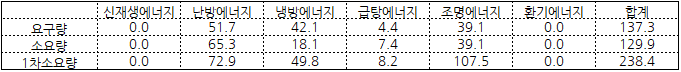 신재생에너지 난방에너지 냉방에너지 급탕에너지 조명에너지 환기에너지 합계
요구량 0.0 51.7 42.1 4.4 39.1 0.0 137.3
소요량 0.0 65.3 18.1 7.4 39.1 0.0 129.9
1차소요량 0.0 72.9 49.8 8.2 107.5 0.0 238.4